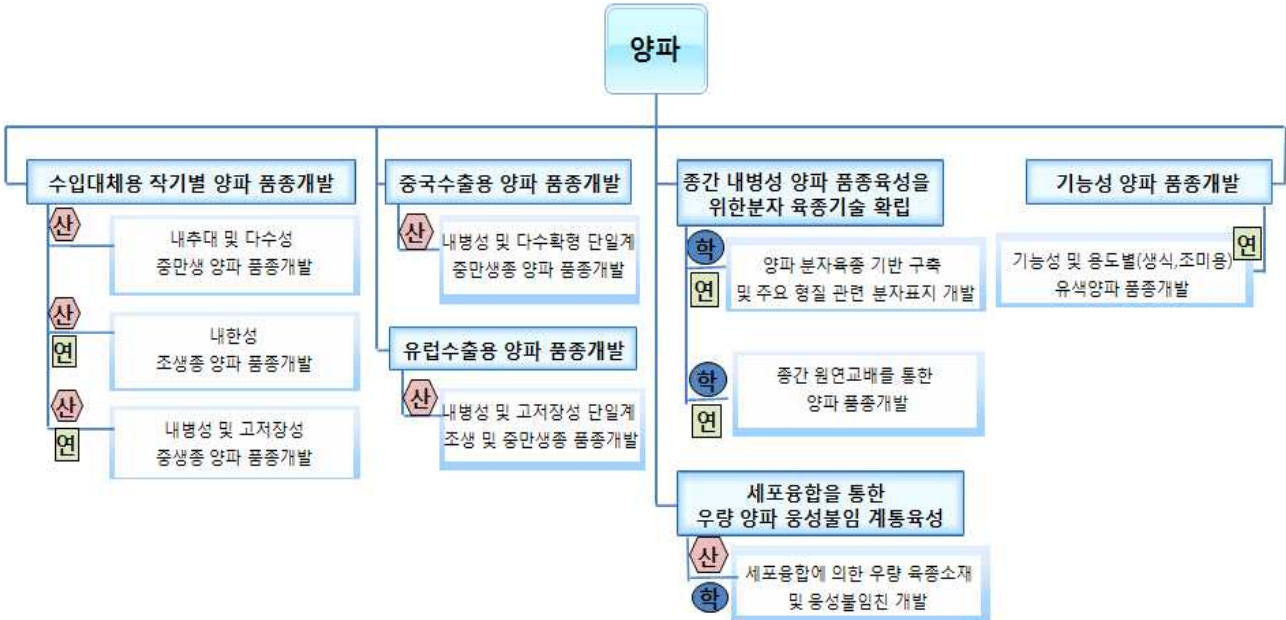 양파
수입대체용 작기별 양파 품종개발
산
내추대 및 다수성
중만생 양파 품종개발
산
연
내한성
조생종 양파 품종개발
산
연
내병성 및 고저장성
중생종 양파 품종개발
중국수출용 양파 품종개발
산
내병성 및 다수확형 단일계
중만생종 양파 품종개발
유럽수출용 양파 품종개발
산
내병성 및 고저장성 단일계
조생 및 중만생종 품종개발
종간 내병성 양파 품종육성을
위한분자 육종기술 확립
학
연
양파 분자육종 기반 구축
및 주요 형질 관련 분자표지 개발
학
연
종간 원연교배를 통한
양파 품종개발
세포융합을 통한
우량 양파 웅성불임 계통육성
산
학
세포융합에 의한 우량 육종소재
및 웅성불임친 개발
기능성 양파 품종개발
연
기능성 및 용도별(생식,조미용)
유색양파 품종개발